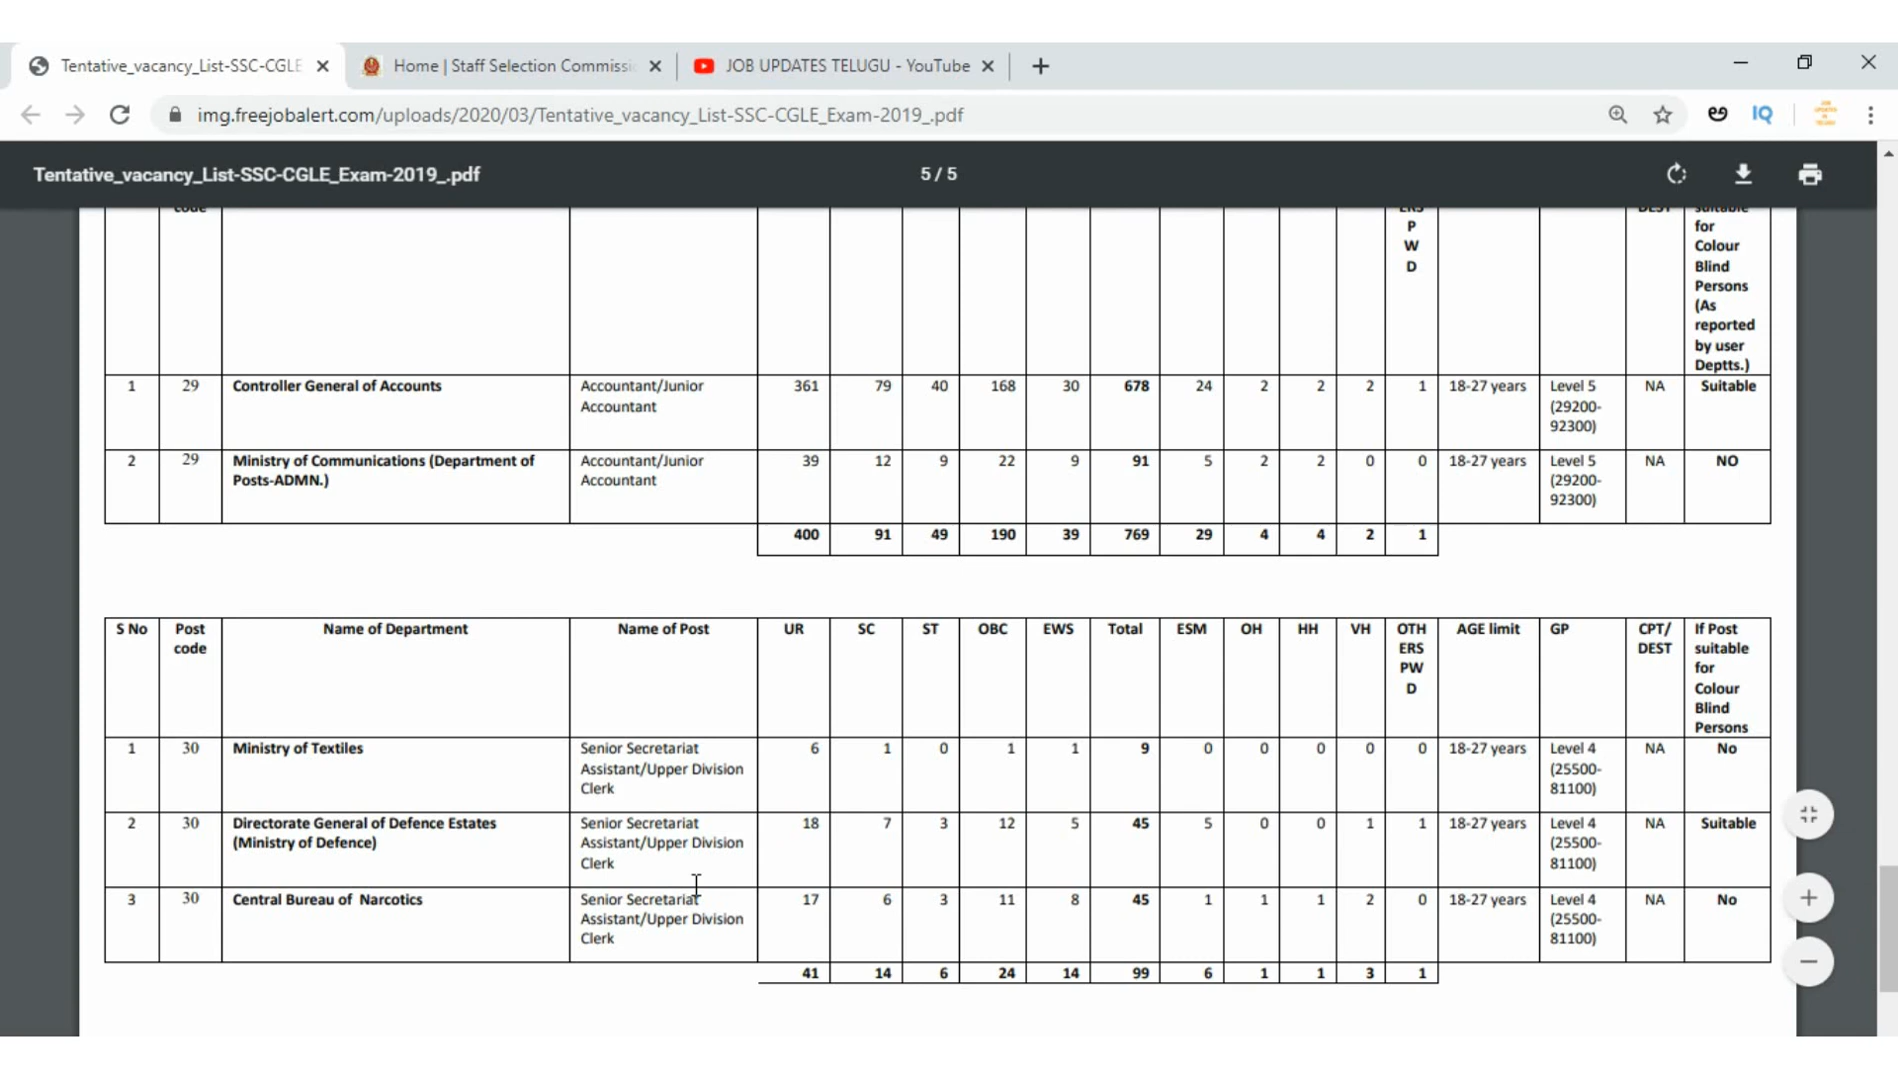 Tentative_vacancy_List-SSC-CGLE
Home | Staff Selection Commissi
JOB UPDATES TELUGU - YouTube
img.freejobalert.com/uploads/2020/03/Tentative_vacancy_List-SSC-CGLE_Exam-2019_.pdf
IQ
Tentative_vacancy_List-SSC-CGLE_Exam-2019_.pdf
5 / 5
code ERS DEST suitable
P for
W Colour
D Blind
Persons
(As
reported
by user
Deptts.)
1 29 Controller General of Accounts Accountant/Junior 361 79 40 168 30 678 24 2 2 2 1 18-27 years Level 5 NA Suitable
Accountant (29200-
92300)
2 29 Ministry of Communications (Department of Accountant/Junior 39 12 9 22 9 91 5 2 2 0 0 18-27 years Level 5 NA NO
Posts-ADMN.) Accountant (29200-
92300)
400 91 49 190 39 769 29 4 4 2 1
S No Post Name of Department Name of Post UR SC ST OBC EWS Total ESM OH HH VH OTH AGE limit GP CPT/ If Post
code ERS DEST suitable
PW for
D Colour
Blind
Persons
1 30 Ministry of Textiles Senior Secretariat 6 1 0 1 1 9 0 0 0 0 0 18-27 years Level 4 NA No
Assistant/Upper Division (25500-
Clerk 81100)
2 30 Directorate General of Defence Estates Senior Secretariat 18 7 3 12 5 45 5 0 0 1 1 18-27 years Level 4 NA Suitable
(Ministry of Defence) Assistant/Upper Division (25500-
Clerk 81100)
3 30 Central Bureau of Narcotics Senior Secretariat 17 6 3 11 8 45 1 1 1 2 0 18-27 years Level 4 NA No
Assistant/Upper Division (25500-
Clerk 81100)
41 14 6 24 14 99 6 1 1 3 1